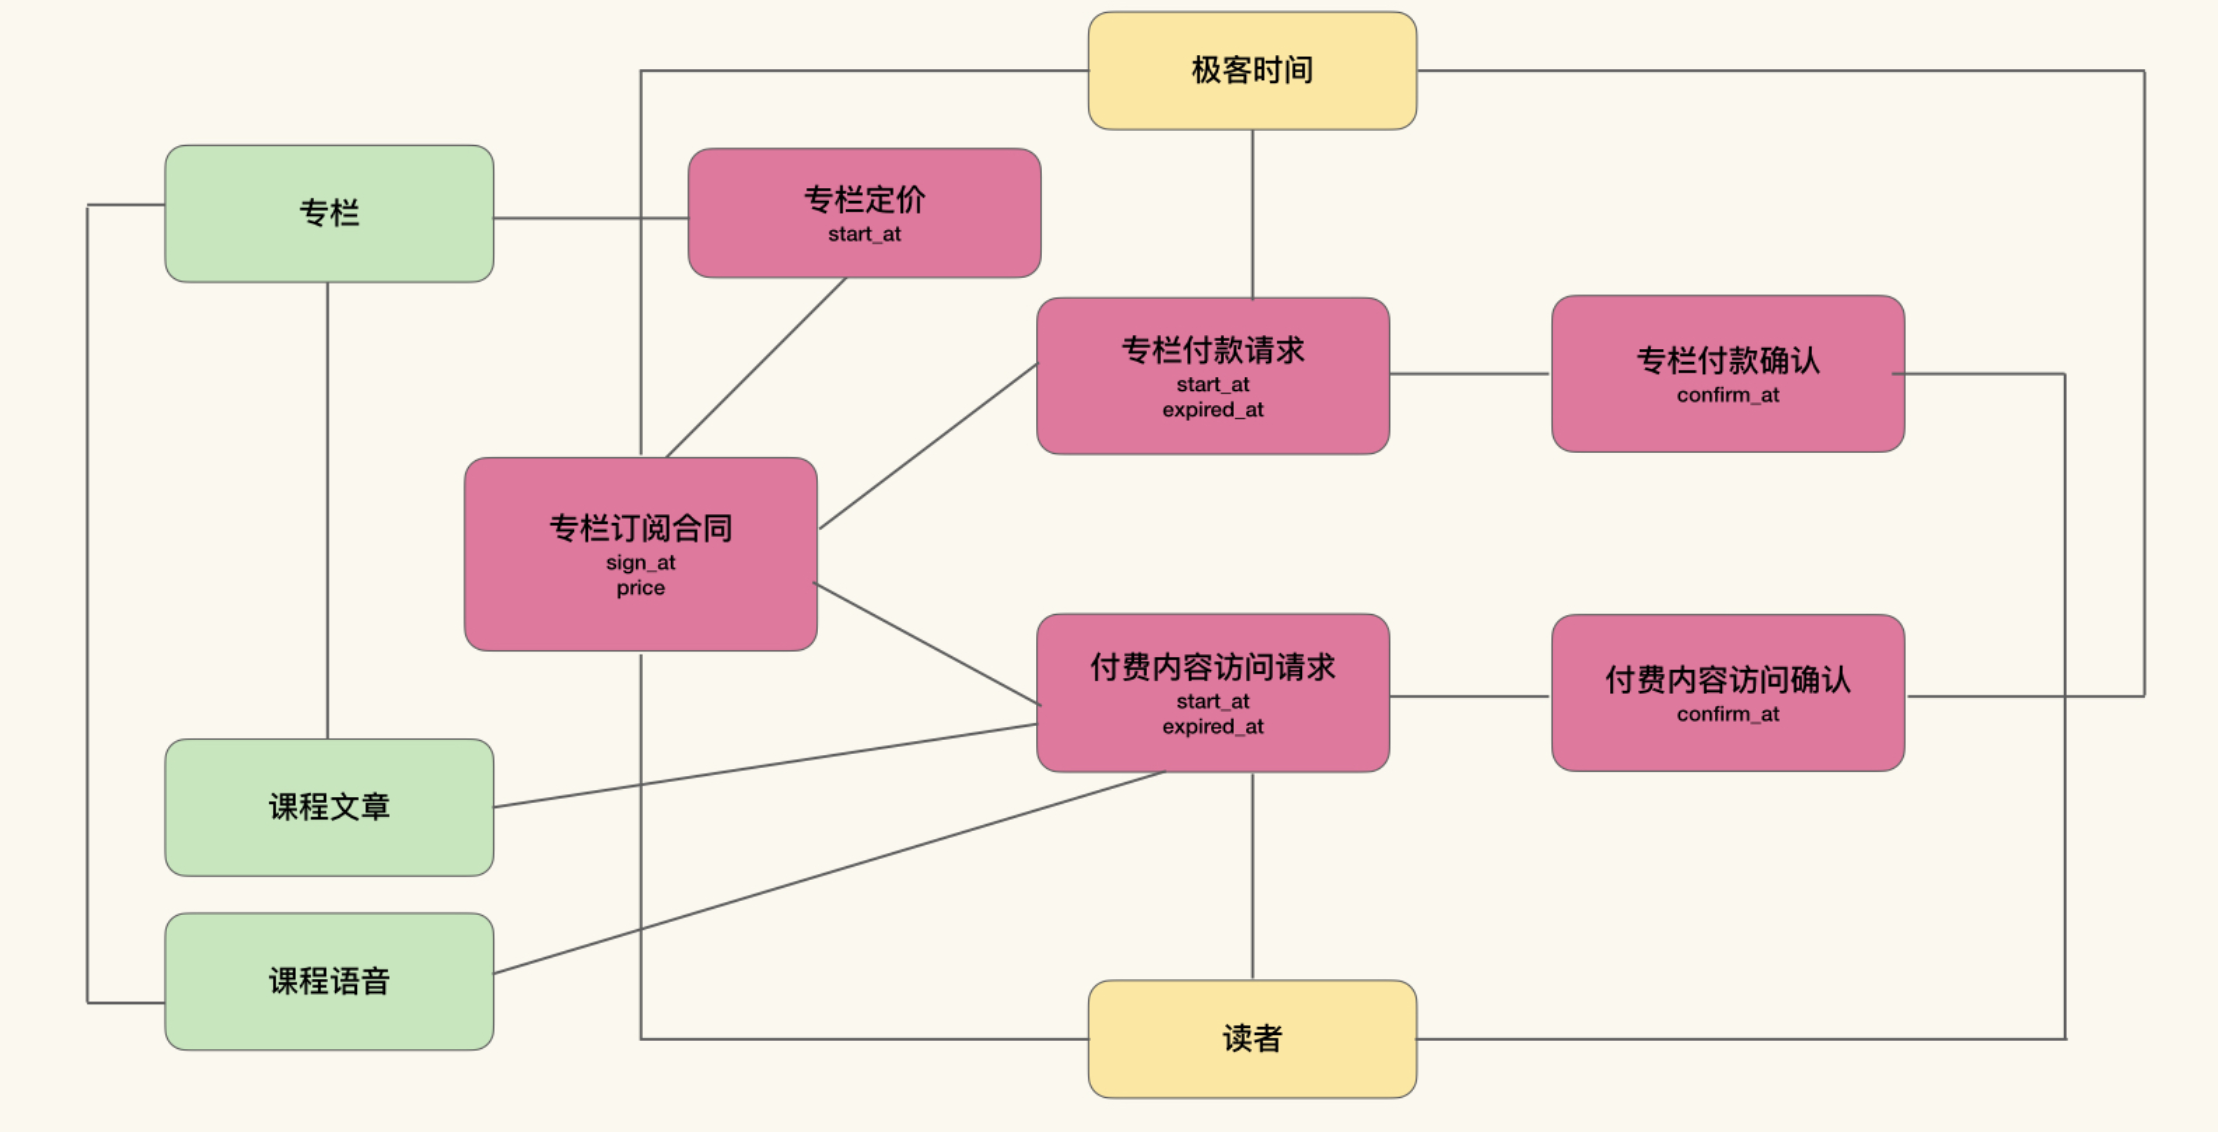 极客时间
专栏
专栏定价
start_at
专栏付款请求
start_at
expired_at
专栏付款确认
confirm_at
专栏订阅合同
sign_at
price
付费内容访问请求
start_at
expired_at
付费内容访问确认
confirm_at
课程文章
课程语音
读者